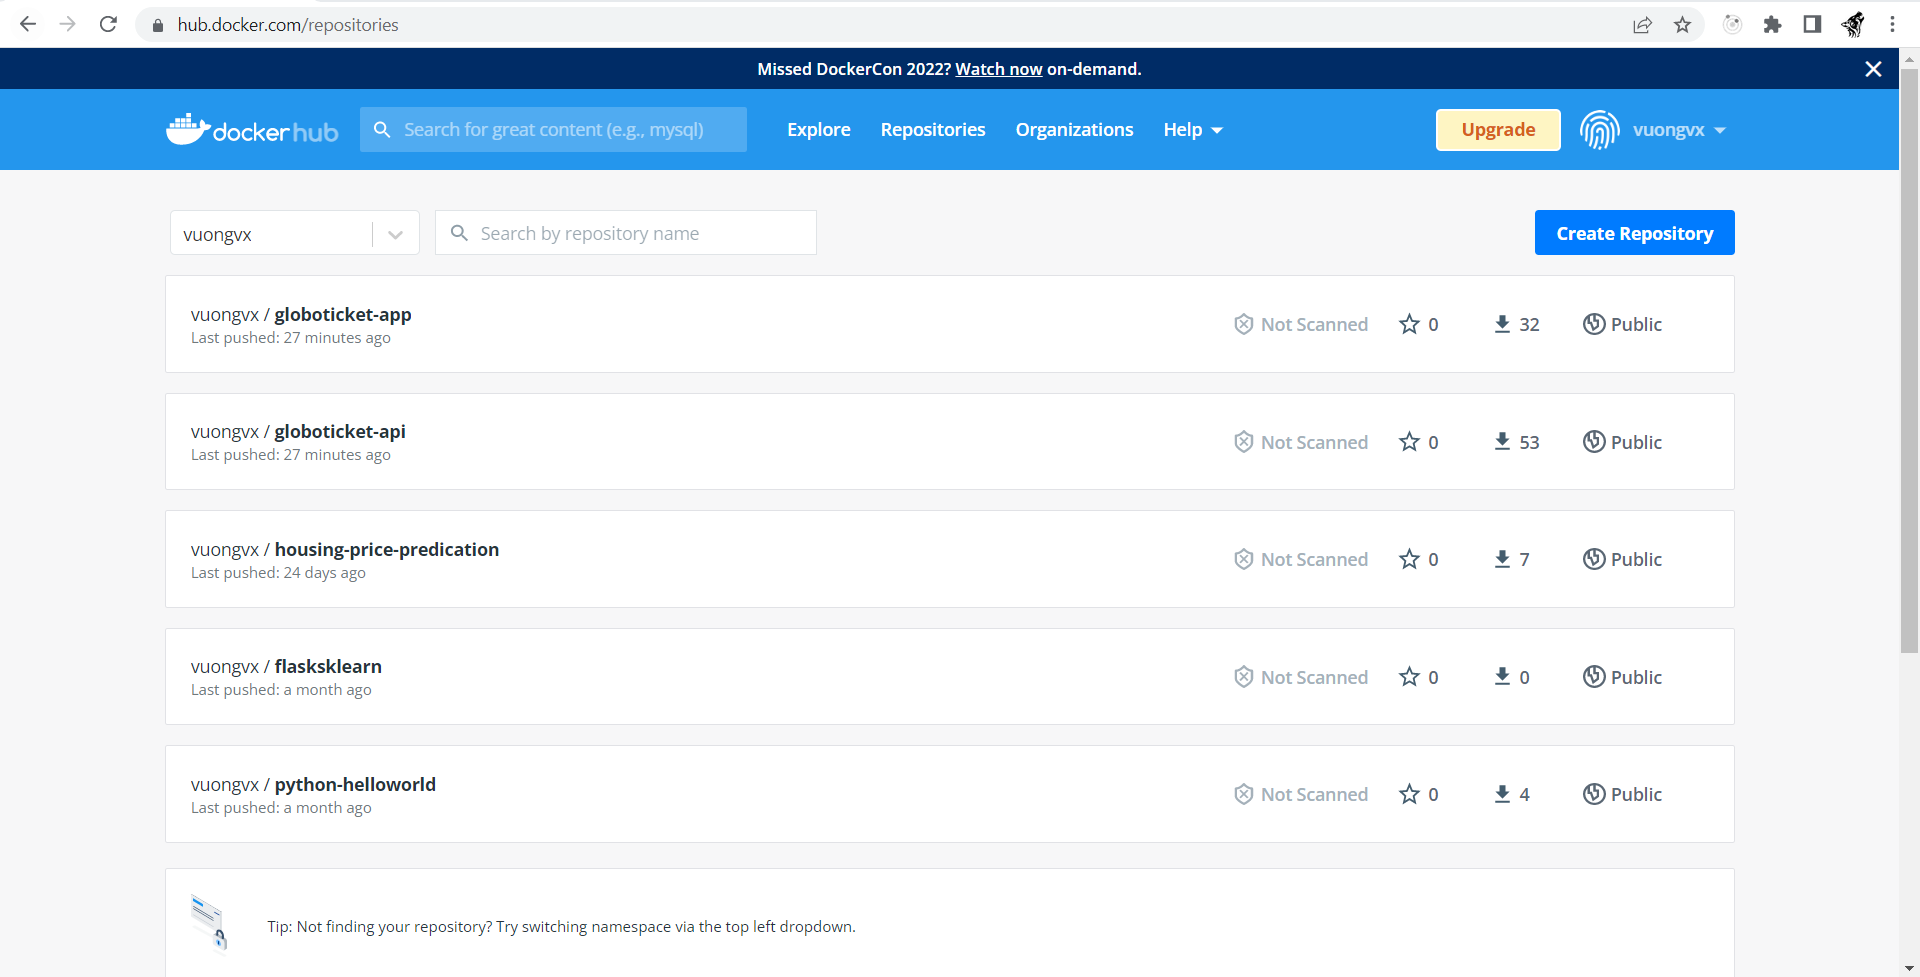 hub.docker.com/repositories
Missed DockerCon 2022? Watch now on-demand.
docker hub
Search for great content (e.g., mysql)
Explore
Repositories
Organizations
Help
Upgrade
vuongvx
vuongvx
Search by repository name
Create Repository
vuongvx / globoticket-app
Last pushed: 27 minutes ago
Not Scanned
0
32
Public
vuongvx / globoticket-api
Last pushed: 27 minutes ago
Not Scanned
0
53
Public
vuongvx / housing-price-predication
Last pushed: 24 days ago
Not Scanned
0
7
Public
vuongvx / flasksklearn
Last pushed: a month ago
Not Scanned
0
0
Public
vuongvx / python-helloworld
Last pushed: a month ago
Not Scanned
0
4
Public
Tip: Not finding your repository? Try switching namespace via the top left dropdown.